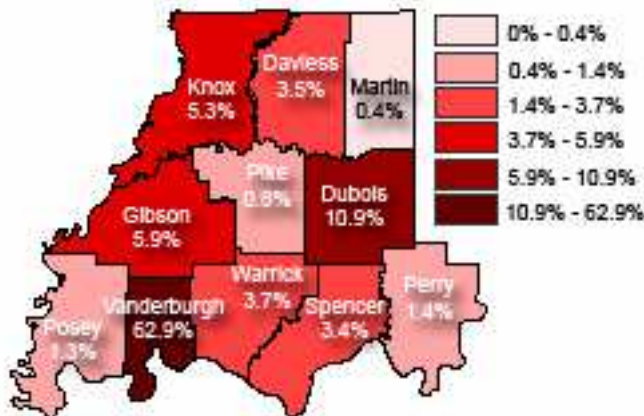 Knox
5.3%
Daviess
3.5%
Martin
0.4%
Pike
0.8%
Dubois
10.9%
Gibson
5.9%
Warrick
3.7%
Spencer
3.4%
Perry
1.4%
Posey
1.3%
Vanderburgh
62.9%
0% - 0.4%
0.4% - 1.4%
1.4% - 3.7%
3.7% - 5.9%
5.9% - 10.9%
10.9% - 62.9%